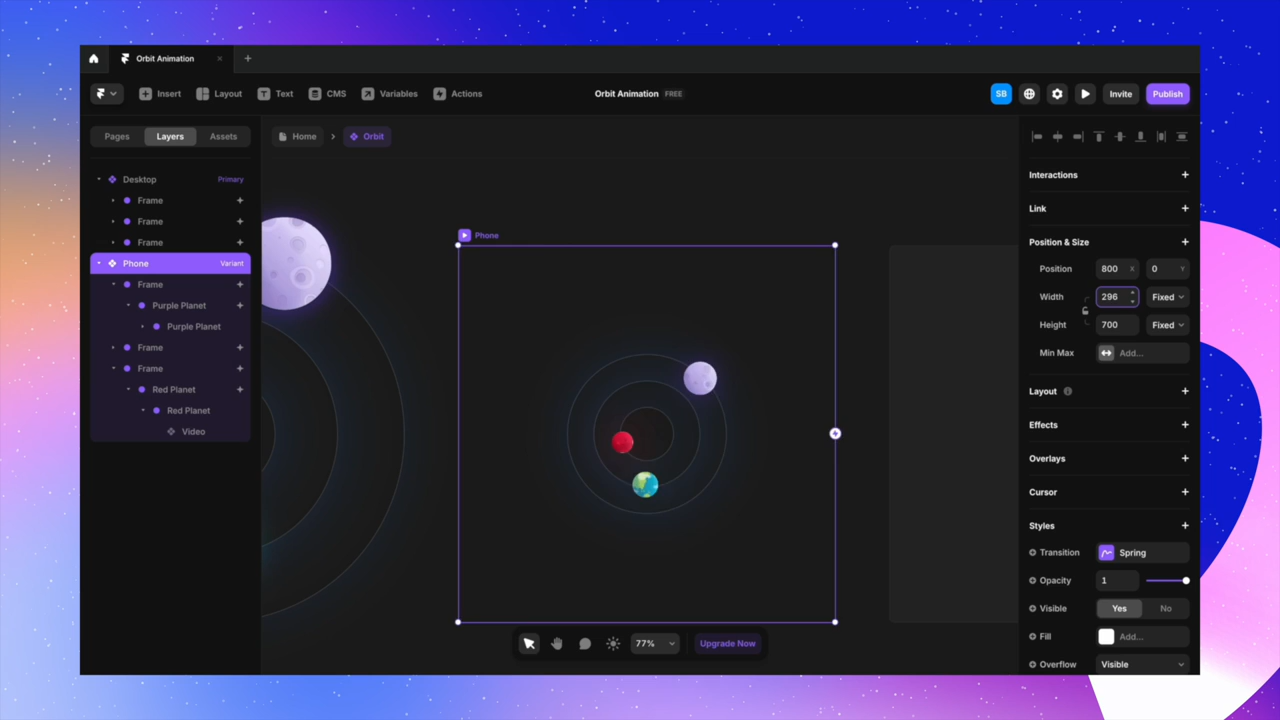 Orbit Animation
Insert Layout Text CMS Variables Actions
Orbit Animation FREE
SB Invite Publish
Pages Layers Assets
Home Orbit
Desktop Primary
Frame
Frame
Frame
Phone Variant
Frame
Purple Planet
Purple Planet
Frame
Frame
Red Planet
Red Planet
Video
Phone
77% Upgrade Now
Interactions
Link
Position & Size
Position 800 X 0 Y
Width 296 Fixed
Height 700 Fixed
Min Max Add...
Layout
Effects
Overlays
Cursor
Styles
Transition Spring
Opacity 1
Visible Yes No
Fill Add...
Overflow Visible